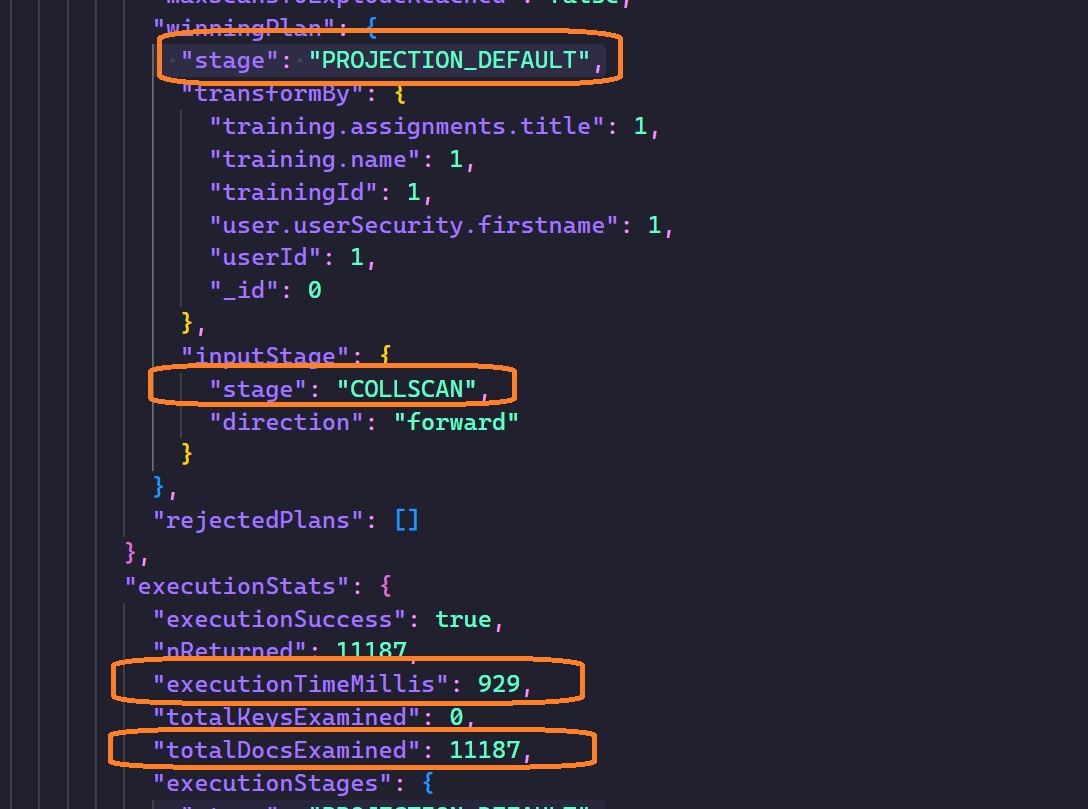 "maxScansToExplodeReached": false,
"winningPlan": {
"stage": "PROJECTION_DEFAULT",
"transformBy": {
"training.assignments.title": 1,
"training.name": 1,
"trainingId": 1,
"user.userSecurity.firstname": 1,
"userId": 1,
"_id": 0
},
"inputStage": {
"stage": "COLLSCAN",
"direction": "forward"
}
},
"rejectedPlans": []
},
"executionStats": {
"executionSuccess": true,
"nReturned": 11187,
"executionTimeMillis": 929,
"totalKeysExamined": 0,
"totalDocsExamined": 11187,
"executionStages": {
"stage": "PROJECTION_DEFAULT",